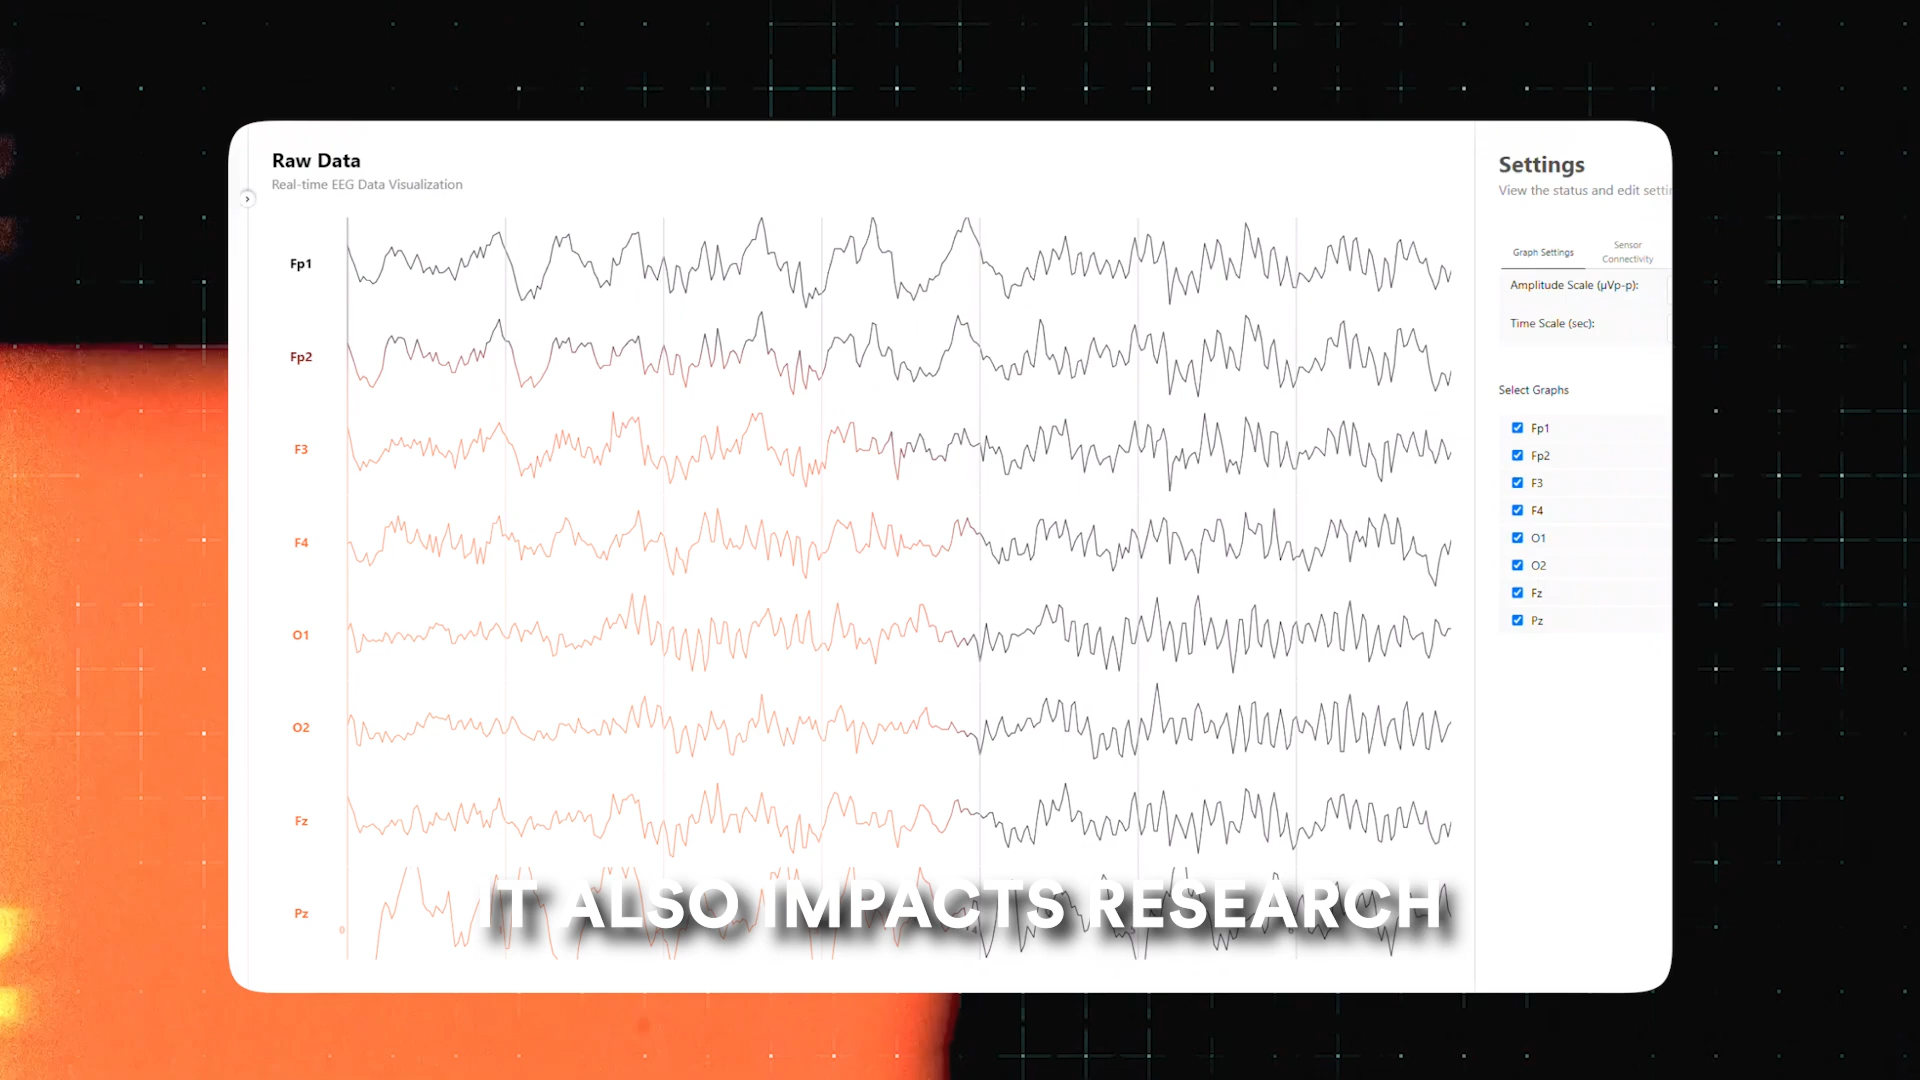 Raw Data
Real-time EEG Data Visualization
Fp1
Fp2
F3
F4
O1
O2
Fz
Pz
0
IT ALSO IMPACTS RESEARCH
Settings
View the status and edit
Graph Settings
Sensor
Connectivity
Amplitude Scale (µVp-p):
Time Scale (sec):
Select Graphs
Fp1
Fp2
F3
F4
O1
O2
Fz
Pz